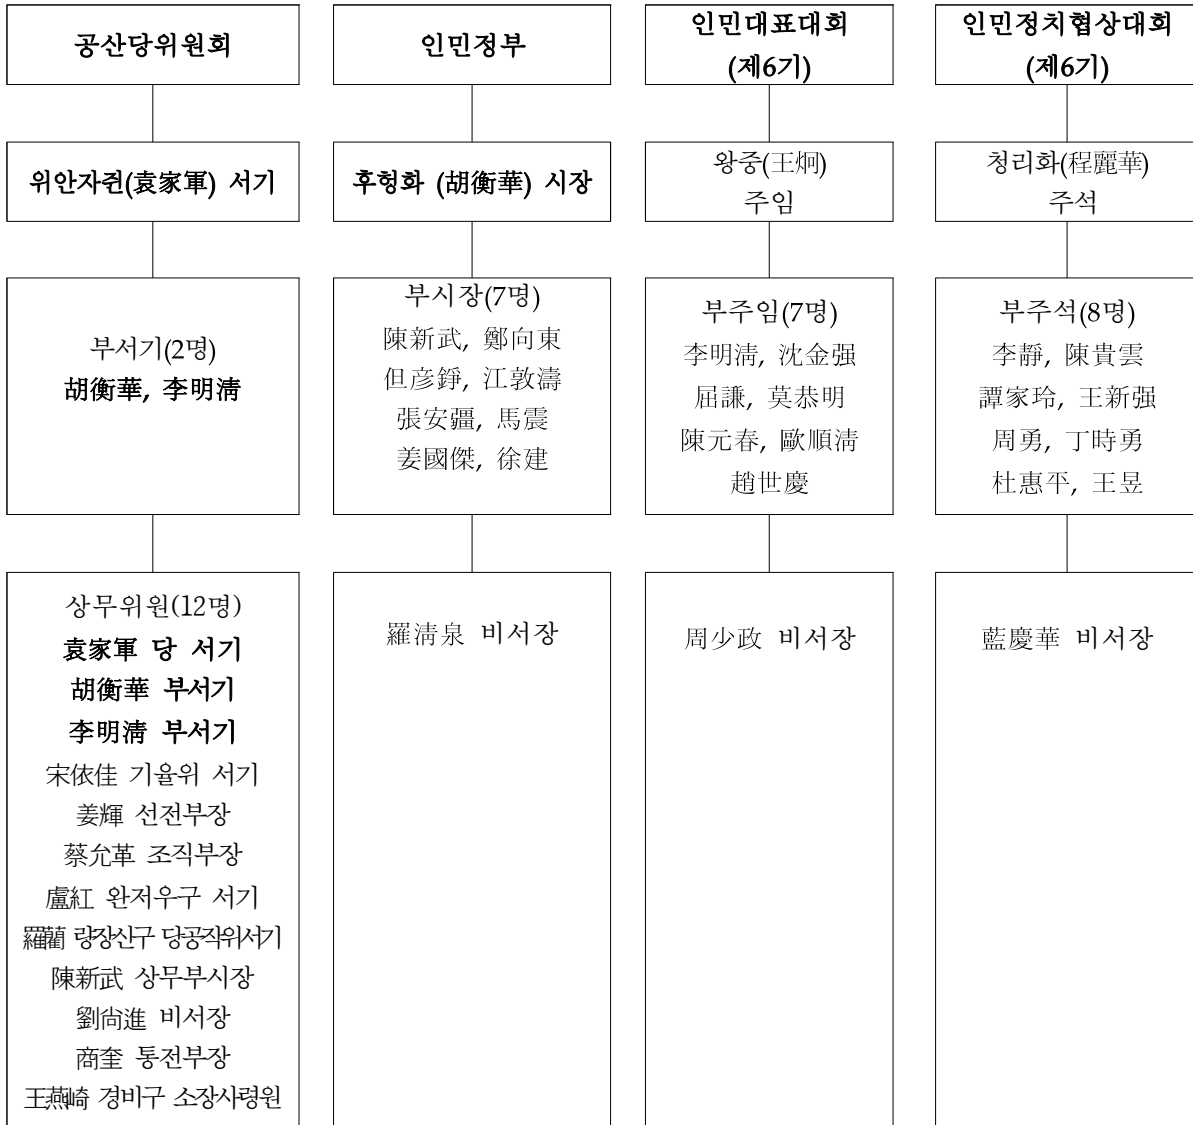 공산당위원회
위안자쥔(袁家軍) 서기
부서기(2명)
胡衡華, 李明淸
상무위원(12명)
袁家軍 당 서기
胡衡華 부서기
李明淸 부서기
宋依佳 기율위 서기
姜輝 선전부장
蔡允革 조직부장
盧紅 완저우구 서기
羅藺 량장신구 당공작위서기
陳新武 상무부시장
劉尙進 비서장
商奎 통전부장
王燕崎 경비구 소장사령원
인민정부
후헝화 (胡衡華) 시장
부시장(7명)
陳新武, 鄭向東
但彦錚, 江敦濤
張安疆, 馬震
姜國傑, 徐建
羅淸泉 비서장
인민대표대회
(제6기)
왕중(王炯)
주임
부주임(7명)
李明淸, 沈金强
屈謙, 莫恭明
陳元春, 歐順淸
趙世慶
周少政 비서장
인민정치협상대회
(제6기)
청리화(程麗華)
주석
부주석(8명)
李靜, 陳貴雲
譚家玲, 王新强
周勇, 丁時勇
杜惠平, 王昱
藍慶華 비서장